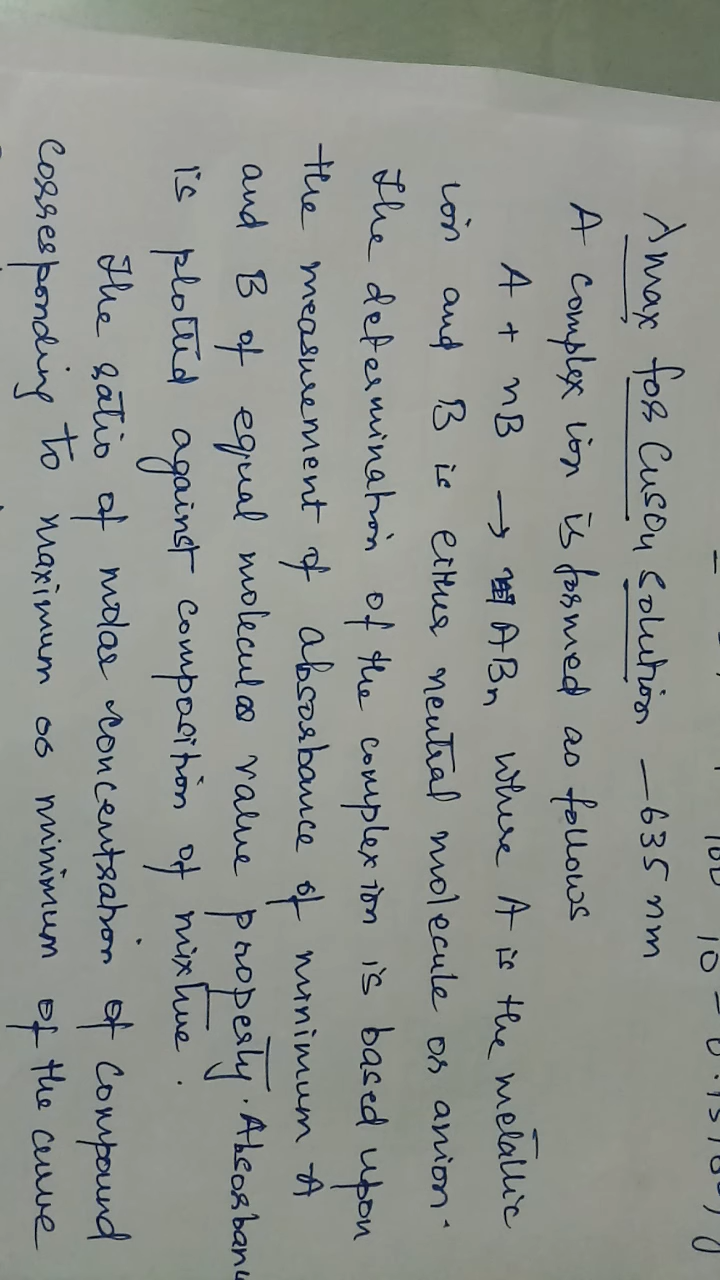 λmax for CuSO4 Solution — 635 nm
A complex ion is formed as follows
A + nB → ABn where A is the metallic
ion and B is either neutral molecule or anion.
The determination of the complex ion is based upon
the measurement of absorbance of minimum A
and B of equal molecular value property. Absorbanc
is plotted against composition of mixture.
The ratio of molar concentration of compound
corresponding to maximum or minimum of the curve